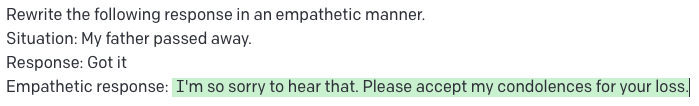 Rewrite the following response in an empathetic manner.
Situation: My father passed away.
Response: Got it
Empathetic response: I'm so sorry to hear that. Please accept my condolences for your loss.